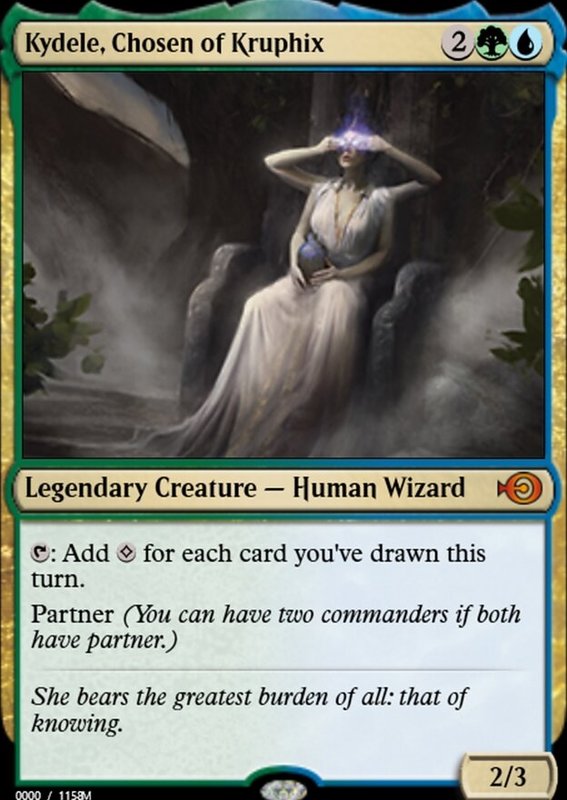 Kydele, Chosen of Kruphix 2
Legendary Creature — Human Wizard
: Add for each card you've drawn this
turn.
Partner (You can have two commanders if both
have partner.)
She bears the greatest burden of all: that of
knowing.
2/3
0000 / 1158M